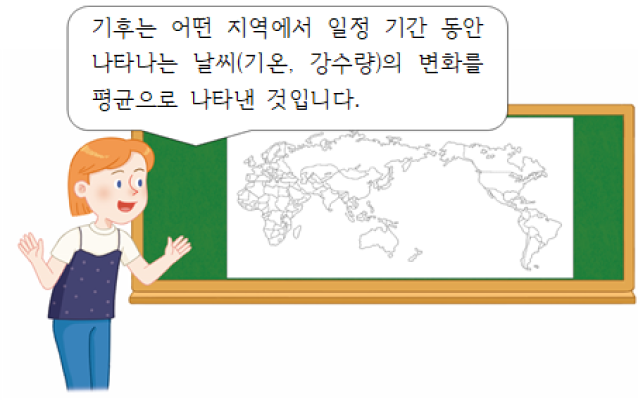 기후는 어떤 지역에서 일정 기간 동안
나타나는 날씨(기온, 강수량)의 변화를
평균으로 나타낸 것입니다.